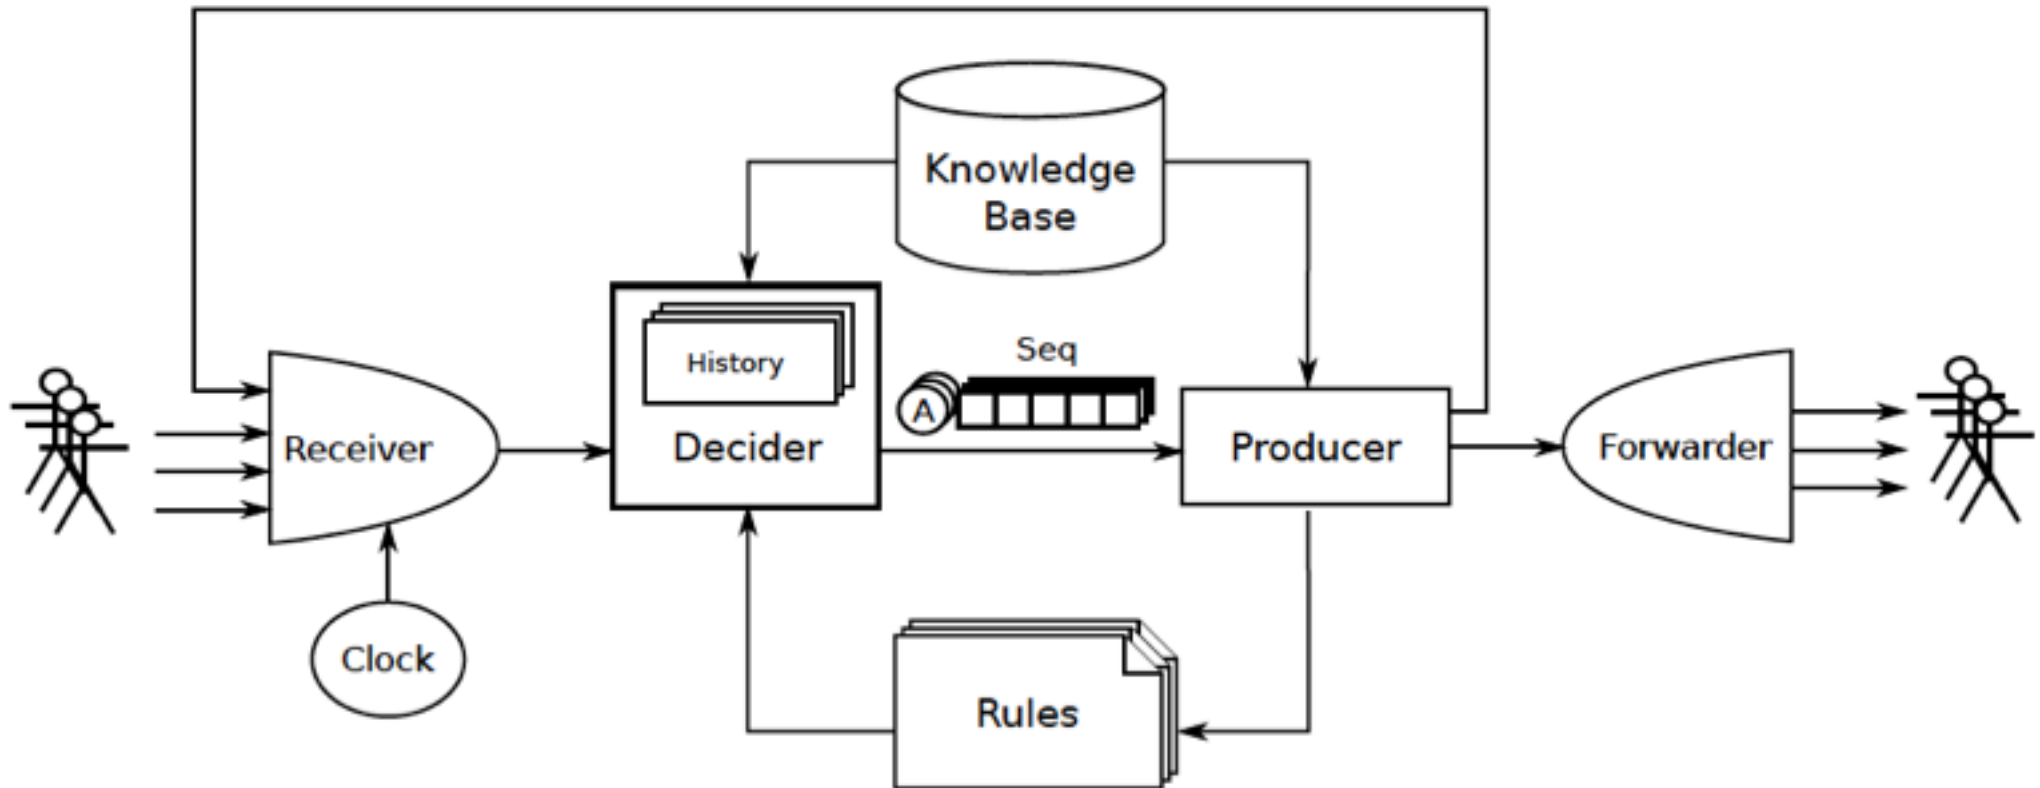 Knowledge
Base
History
Seq
A
Receiver
Decider
Producer
Forwarder
Clock
Rules